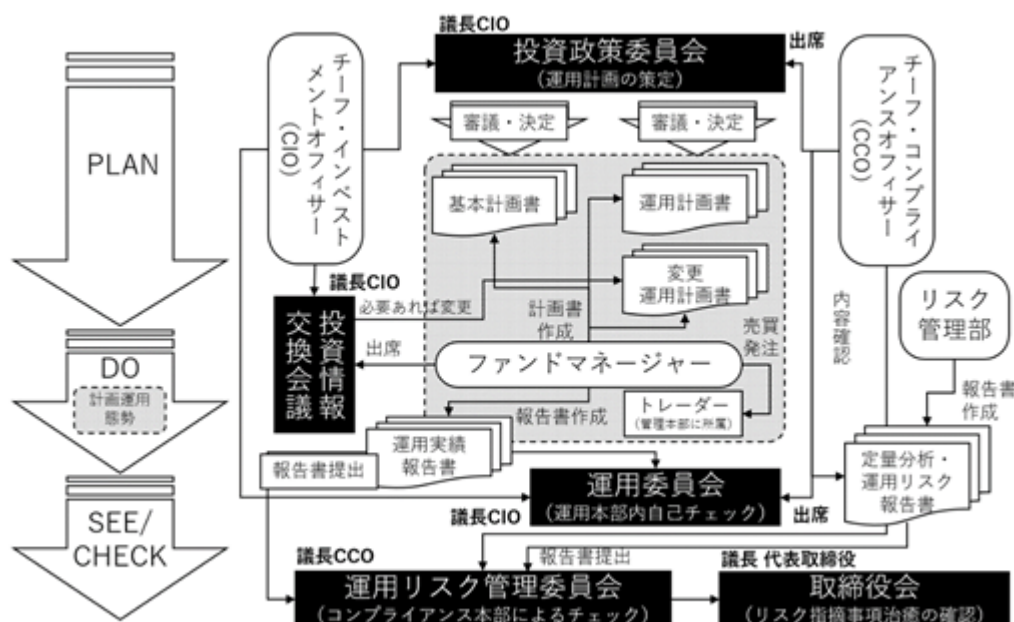 議長CIO
投資政策委員会
(運用計画の策定)
出席
チーフ・インベスト
メントオフィサー
(CIO)
チーフ・コンプライ
アンスオフィサー
(CCO)
PLAN
審議・決定
審議・決定
基本計画書
運用計画書
変更
運用計画書
議長CIO
必要あれば変更
計画書
作成
売買
発注
内容確認
リスク
管理部
投資情報
交換会議
出席
ファンドマネージャー
DO
計画運用
態勢
報告書作成
トレーダー
(管理本部に所属)
報告書
作成
運用実績
報告書
報告書提出
定量分析・
運用リスク
報告書
運用委員会
(運用本部内自己チェック)
議長CIO
出席
SEE/
CHECK
議長CCO
報告書提出
議長 代表取締役
運用リスク管理委員会
(コンプライアンス本部によるチェック)
取締役会
(リスク指摘事項治癒の確認)